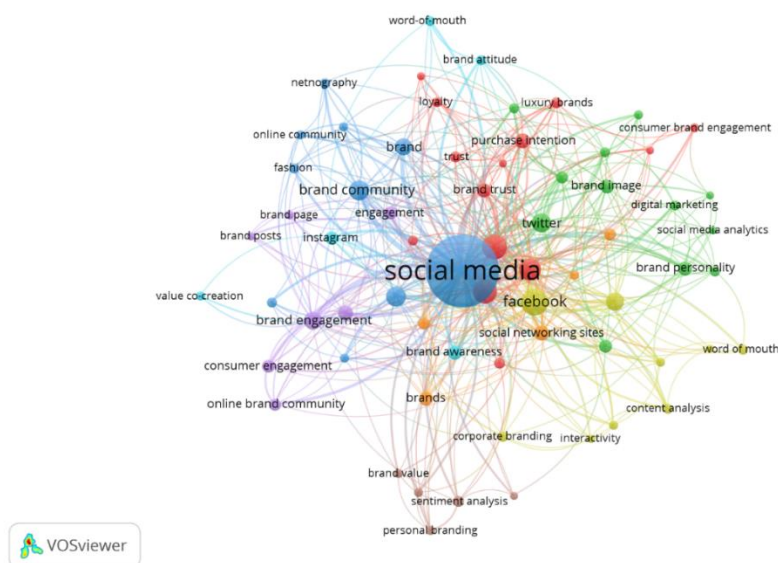 word-of-mouth
brand attitude
netnography
loyalty
luxury brands
consumer brand engagement
online community
brand
purchase intention
trust
fashion
brand community
brand trust
brand image
brand page
engagement
digital marketing
brand posts
instagram
twitter
social media analytics
social media
brand personality
value co creation
facebook
brand engagement
social networking sites
brand awareness
word of mouth
consumer engagement
online brand community
brands
content analysis
corporate branding
interactivity
brand value
sentiment analysis
personal branding
VOSviewer